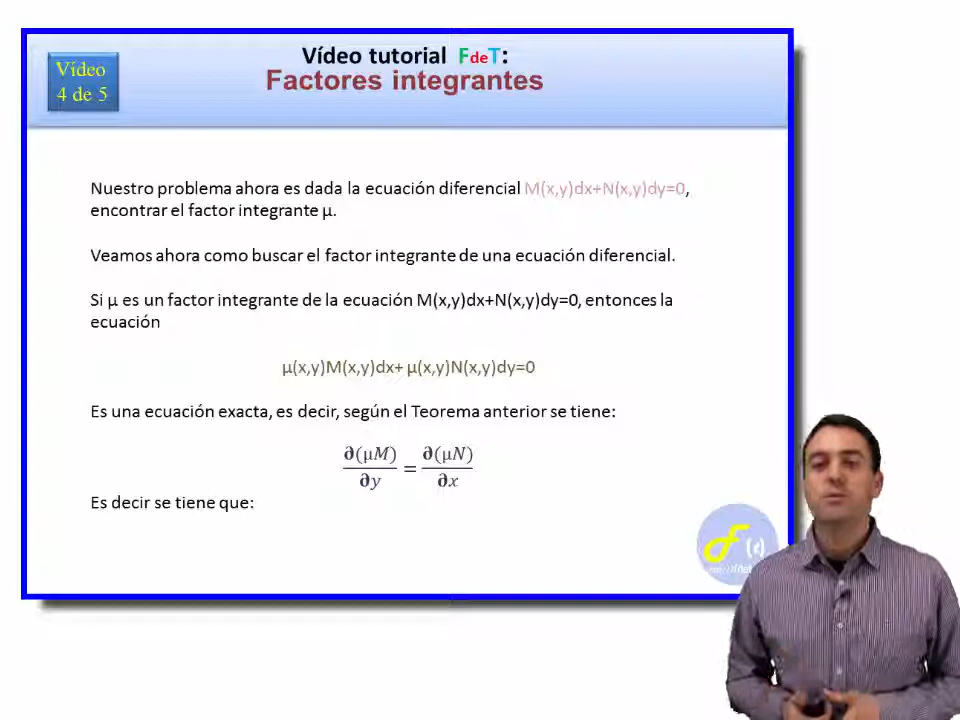 Vídeo tutorial FdeT:
Factores integrantes
Vídeo
4 de 5
Nuestro problema ahora es dada la ecuación diferencial M(x,y)dx+N(x,y)dy=0,
encontrar el factor integrante μ.
Veamos ahora como buscar el factor integrante de una ecuación diferencial.
Si μ es un factor integrante de la ecuación M(x,y)dx+N(x,y)dy=0, entonces la
ecuación
μ(x,y)M(x,y)dx+ μ(x,y)N(x,y)dy=0
Es una ecuación exacta, es decir, según el Teorema anterior se tiene:
∂(μM)/∂y = ∂(μN)/∂x
Es decir se tiene que: